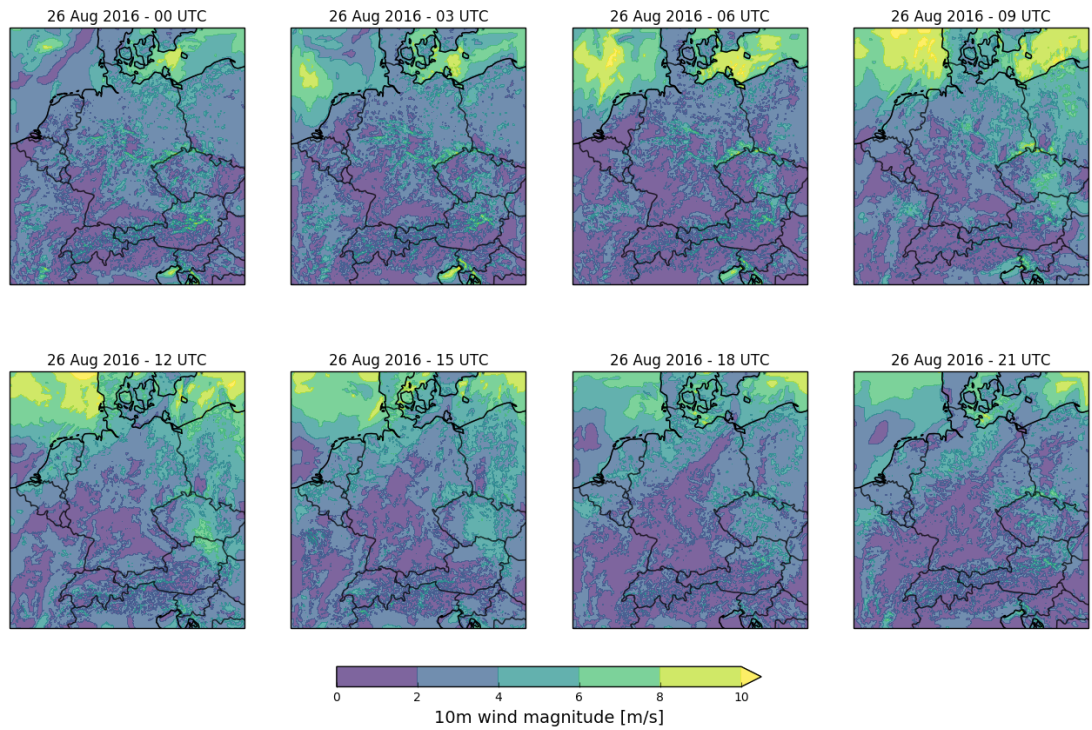 26 Aug 2016 - 00 UTC
26 Aug 2016 - 03 UTC
26 Aug 2016 - 06 UTC
26 Aug 2016 - 09 UTC
26 Aug 2016 - 12 UTC
26 Aug 2016 - 15 UTC
26 Aug 2016 - 18 UTC
26 Aug 2016 - 21 UTC
0 2 4 6 8 10
10m wind magnitude [m/s]